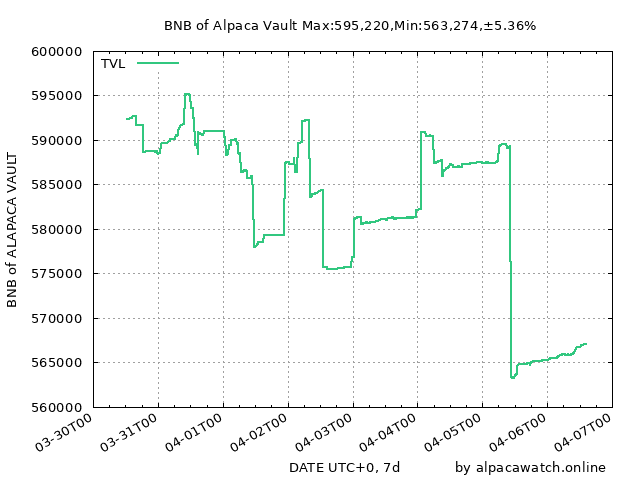 BNB of Alpaca Vault Max:595,220,Min:563,274,±5.36%
TVL
600000
595000
590000
585000
580000
575000
570000
565000
560000
BNB of ALAPACA VAULT
03-30T00
03-31T00
04-01T00
04-02T00
04-03T00
04-04T00
04-05T00
04-06T00
04-07T00
DATE UTC+0, 7d
by alpacawatch.online